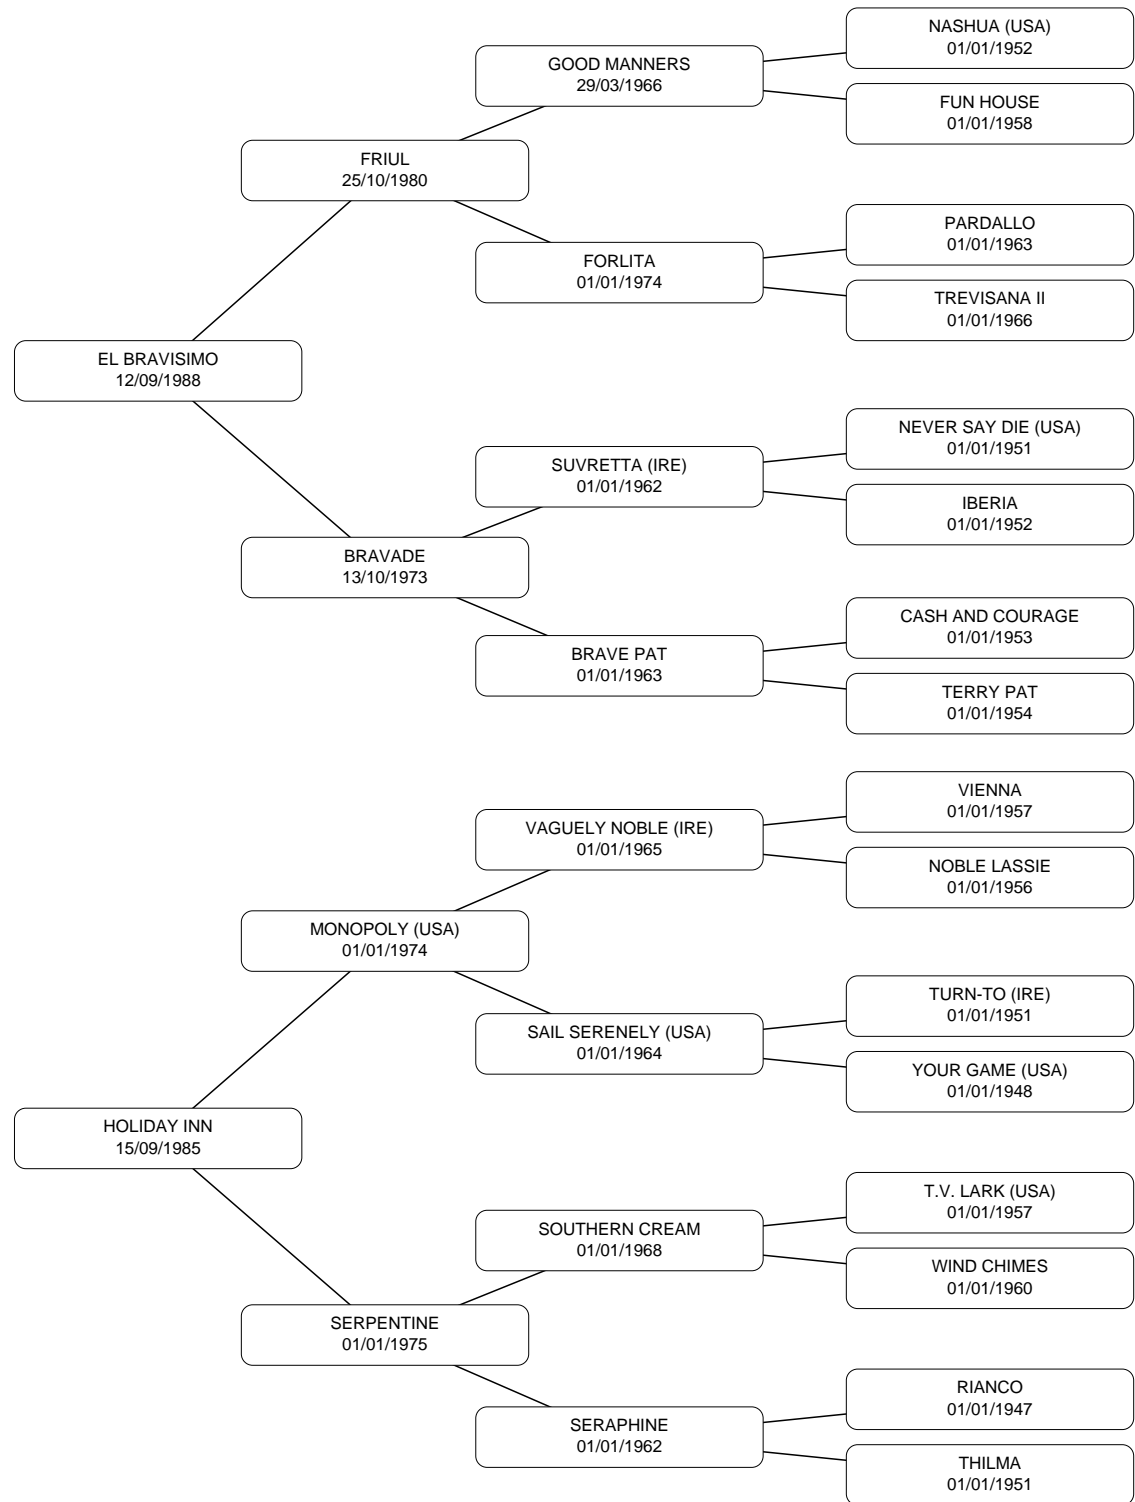 NASHUA (USA)
01/01/1952
GOOD MANNERS
29/03/1966
FUN HOUSE
01/01/1958
FRIUL
25/10/1980
PARDALLO
01/01/1963
FORLITA
01/01/1974
TREVISANA II
01/01/1966
EL BRAVISIMO
12/09/1988
NEVER SAY DIE (USA)
01/01/1951
SUVRETTA (IRE)
01/01/1962
IBERIA
01/01/1952
BRAVADE
13/10/1973
CASH AND COURAGE
01/01/1953
BRAVE PAT
01/01/1963
TERRY PAT
01/01/1954
VIENNA
01/01/1957
VAGUELY NOBLE (IRE)
01/01/1965
NOBLE LASSIE
01/01/1956
MONOPOLY (USA)
01/01/1974
TURN-TO (IRE)
01/01/1951
SAIL SERENELY (USA)
01/01/1964
YOUR GAME (USA)
01/01/1948
HOLIDAY INN
15/09/1985
T.V. LARK (USA)
01/01/1957
SOUTHERN CREAM
01/01/1968
WIND CHIMES
01/01/1960
SERPENTINE
01/01/1975
RIANCO
01/01/1947
SERAPHINE
01/01/1962
THILMA
01/01/1951